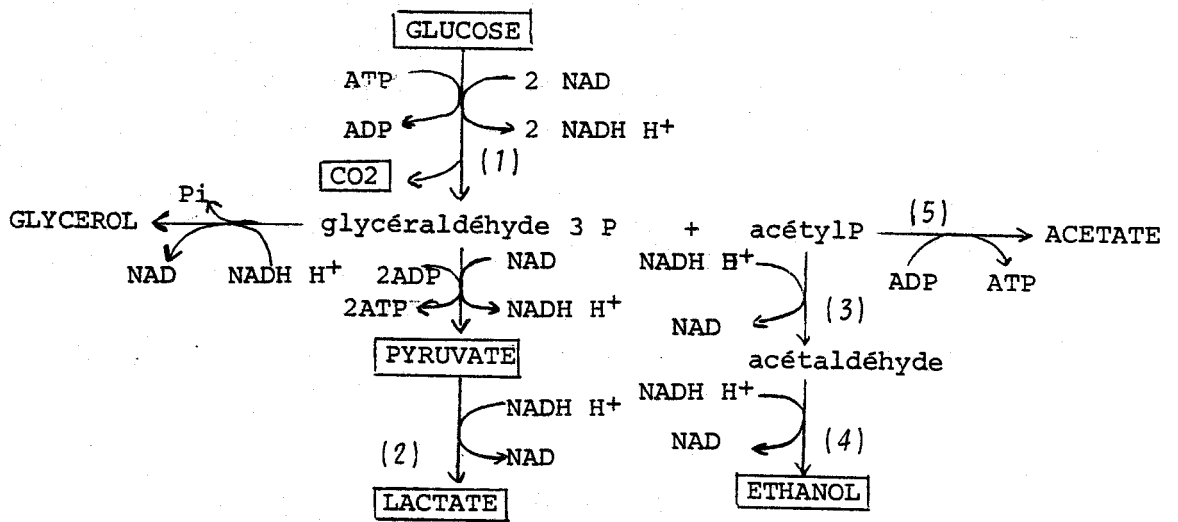 GLUCOSE
ATP 2 NAD
ADP 2 NADH H+
(1)
CO2
Pi
GLYCEROL glycéraldéhyde 3 P + acétylP (5) ACETATE
NAD NADH H+ 2ADP NAD NADH H+ ADP ATP
2ATP NADH H+ NAD (3)
PYRUVATE acétaldéhyde
NADH H+ NADH H+
(2) NAD NAD (4)
LACTATE ETHANOL